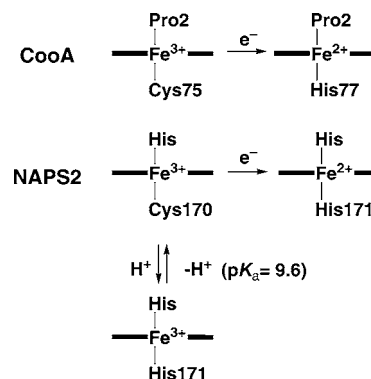 Pro2 Pro2
CooA Fe³⁺ e⁻ Fe²⁺
Cys75 His77
His His
NAPS2 Fe³⁺ e⁻ Fe²⁺
Cys170 His171
H⁺ -H⁺ (pKa= 9.6)
His
Fe³⁺
His171